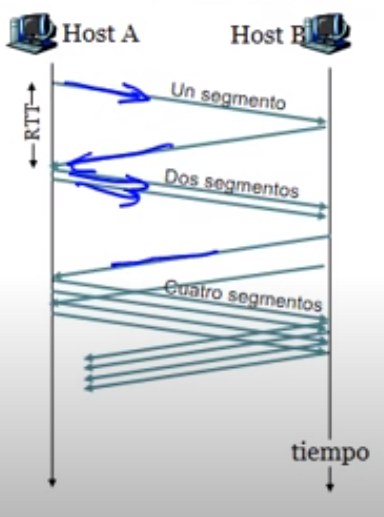 Host A
Host B
Un segmento
RTT
Dos segmentos
Cuatro segmentos
tiempo